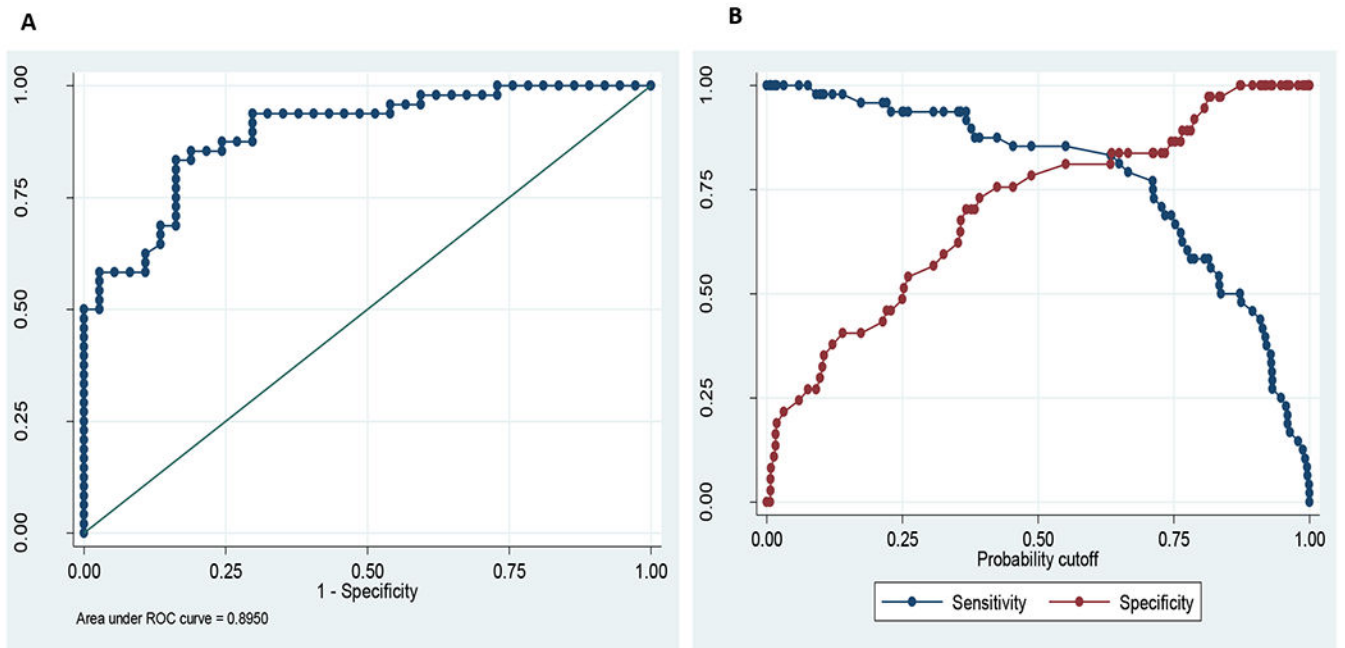 A
1.00
0.75
0.50
0.25
0.00
0.00 0.25 0.50 0.75 1.00
1 - Specificity
Area under ROC curve = 0.8950
B
1.00
0.75
0.50
0.25
0.00
0.00 0.25 0.50 0.75 1.00
Probability cutoff
Sensitivity Specificity